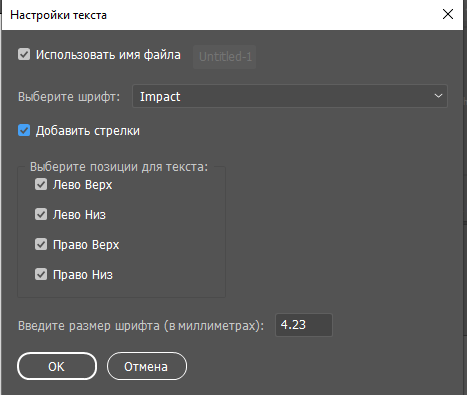 Настройки текста
Использовать имя файла Untitled-1
Выберите шрифт: Impact
Добавить стрелки
Выберите позиции для текста:
Лево Верх
Лево Низ
Право Верх
Право Низ
Введите размер шрифта (в миллиметрах): 4.23
OK Отмена